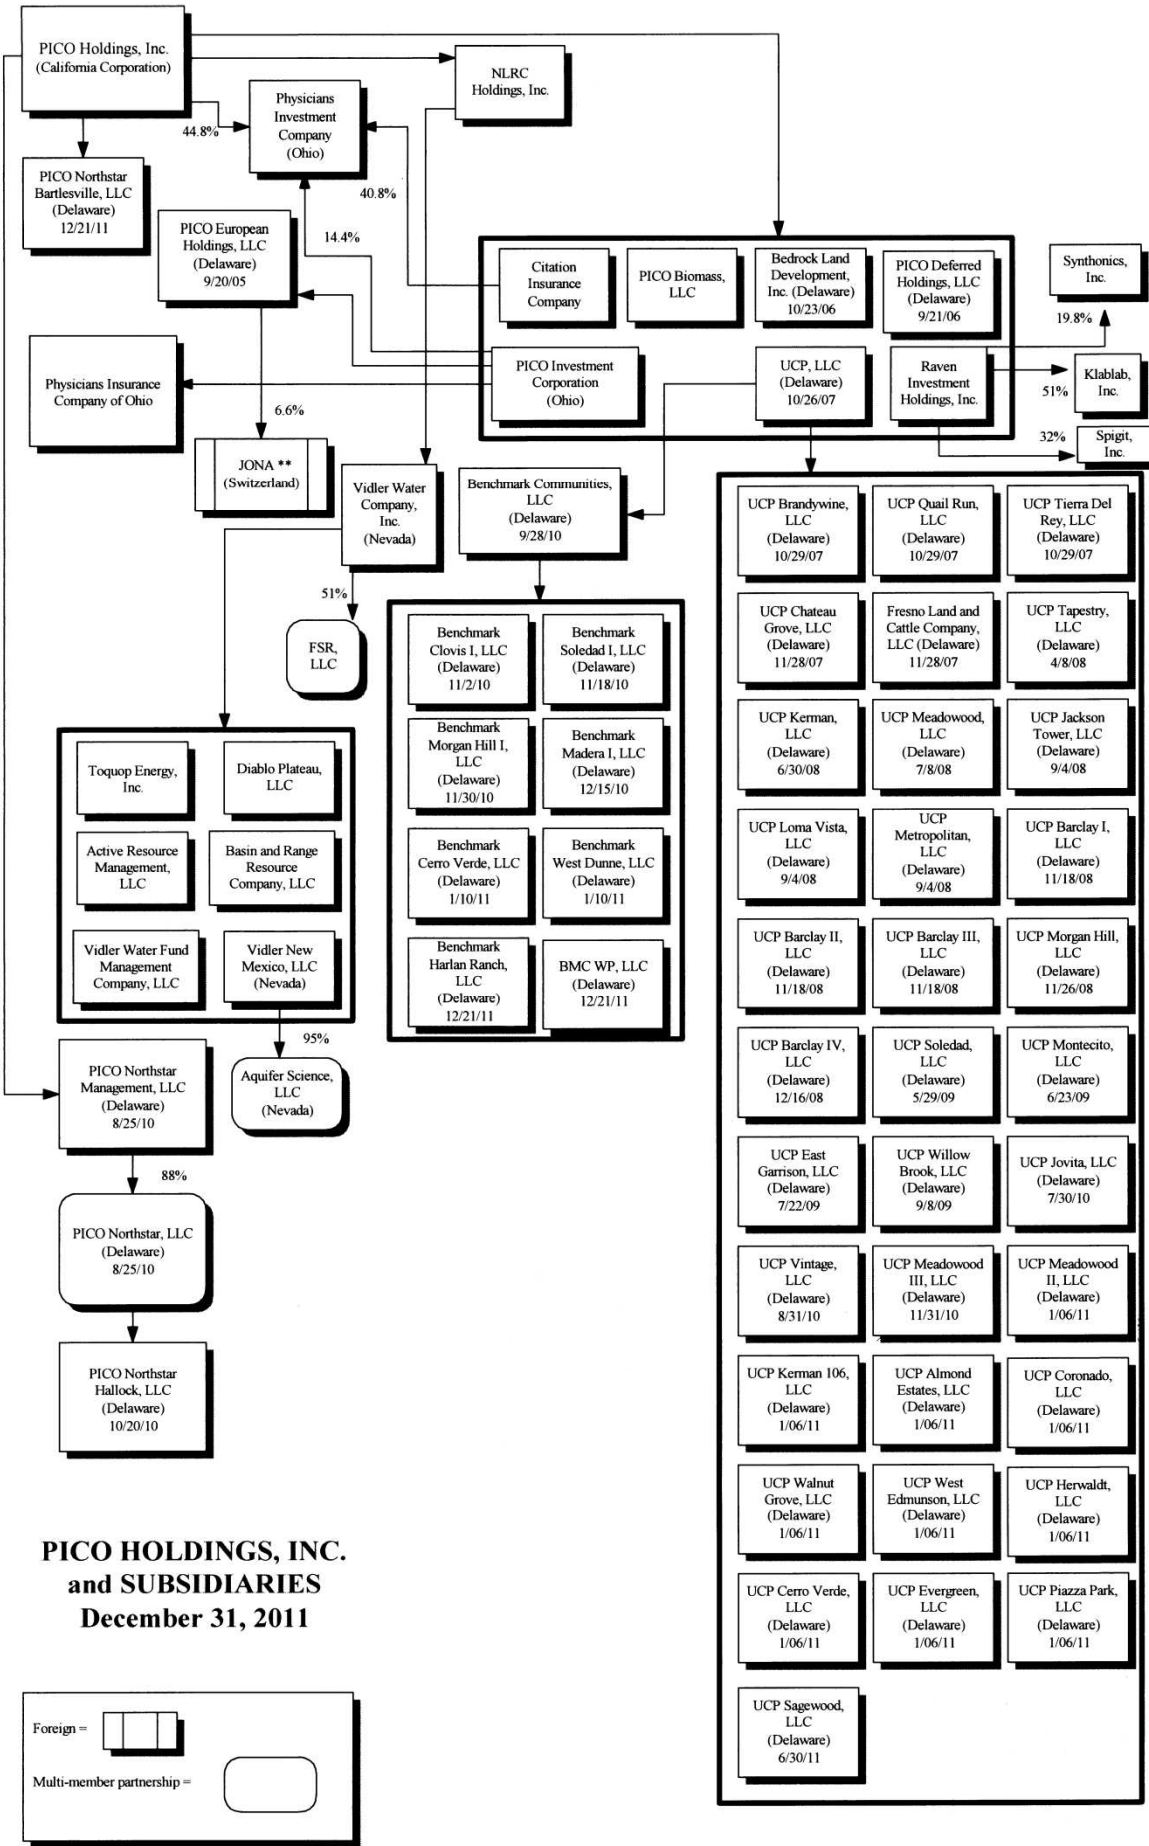 PICO Holdings, Inc.
(California Corporation)
NLRC
Holdings, Inc.
Physicians
Investment
Company
(Ohio)
44.8%
40.8%
PICO Northstar
Bartlesville, LLC
(Delaware)
12/21/11
PICO European
Holdings, LLC
(Delaware)
9/20/05
14.4%
Citation
Insurance
Company
PICO Biomass,
LLC
Bedrock Land
Development,
Inc. (Delaware)
10/23/06
PICO Deferred
Holdings, LLC
(Delaware)
9/21/06
Synthonics,
Inc.
19.8%
Physicians Insurance
Company of Ohio
PICO Investment
Corporation
(Ohio)
UCP, LLC
(Delaware)
10/26/07
Raven
Investment
Holdings, Inc.
51%
Klablab,
Inc.
32%
Spigit,
Inc.
6.6%
JONA **
(Switzerland)
Vidler Water
Company,
Inc.
(Nevada)
Benchmark Communities,
LLC
(Delaware)
9/28/10
51%
FSR,
LLC
Benchmark
Clovis I, LLC
(Delaware)
11/2/10
Benchmark
Soledad I, LLC
(Delaware)
11/18/10
Benchmark
Morgan Hill I,
LLC
(Delaware)
11/30/10
Benchmark
Madera I, LLC
(Delaware)
12/15/10
Benchmark
Cerro Verde, LLC
(Delaware)
1/10/11
Benchmark
West Dunne, LLC
(Delaware)
1/10/11
Benchmark
Harlan Ranch,
LLC
(Delaware)
12/21/11
BMC WP, LLC
(Delaware)
12/21/11
Toquop Energy,
Inc.
Diablo Plateau,
LLC
Active Resource
Management,
LLC
Basin and Range
Resource
Company, LLC
Vidler Water Fund
Management
Company, LLC
Vidler New
Mexico, LLC
(Nevada)
95%
Aquifer Science,
LLC
(Nevada)
PICO Northstar
Management, LLC
(Delaware)
8/25/10
88%
PICO Northstar, LLC
(Delaware)
8/25/10
PICO Northstar
Hallock, LLC
(Delaware)
10/20/10
UCP Brandywine,
LLC
(Delaware)
10/29/07
UCP Quail Run,
LLC
(Delaware)
10/29/07
UCP Tierra Del
Rey, LLC
(Delaware)
10/29/07
UCP Chateau
Grove, LLC
(Delaware)
11/28/07
Fresno Land and
Cattle Company,
LLC (Delaware)
11/28/07
UCP Tapestry,
LLC
(Delaware)
4/8/08
UCP Kerman,
LLC
(Delaware)
6/30/08
UCP Meadowood,
LLC
(Delaware)
7/8/08
UCP Jackson
Tower, LLC
(Delaware)
9/4/08
UCP Loma Vista,
LLC
(Delaware)
9/4/08
UCP
Metropolitan,
LLC
(Delaware)
9/4/08
UCP Barclay I,
LLC
(Delaware)
11/18/08
UCP Barclay II,
LLC
(Delaware)
11/18/08
UCP Barclay III,
LLC
(Delaware)
11/18/08
UCP Morgan Hill,
LLC
(Delaware)
11/26/08
UCP Barclay IV,
LLC
(Delaware)
12/16/08
UCP Soledad,
LLC
(Delaware)
5/29/09
UCP Montecito,
LLC
(Delaware)
6/23/09
UCP East
Garrison, LLC
(Delaware)
7/22/09
UCP Willow
Brook, LLC
(Delaware)
9/8/09
UCP Jovita, LLC
(Delaware)
7/30/10
UCP Vintage,
LLC
(Delaware)
8/31/10
UCP Meadowood
III, LLC
(Delaware)
11/31/10
UCP Meadowood
II, LLC
(Delaware)
1/06/11
UCP Kerman 106,
LLC
(Delaware)
1/06/11
UCP Almond
Estates, LLC
(Delaware)
1/06/11
UCP Coronado,
LLC
(Delaware)
1/06/11
UCP Walnut
Grove, LLC
(Delaware)
1/06/11
UCP West
Edmunson, LLC
(Delaware)
1/06/11
UCP Herwaldt,
LLC
(Delaware)
1/06/11
UCP Cerro Verde,
LLC
(Delaware)
1/06/11
UCP Evergreen,
LLC
(Delaware)
1/06/11
UCP Piazza Park,
LLC
(Delaware)
1/06/11
UCP Sagewood,
LLC
(Delaware)
6/30/11
PICO HOLDINGS, INC.
and SUBSIDIARIES
December 31, 2011
Foreign =
Multi-member partnership =